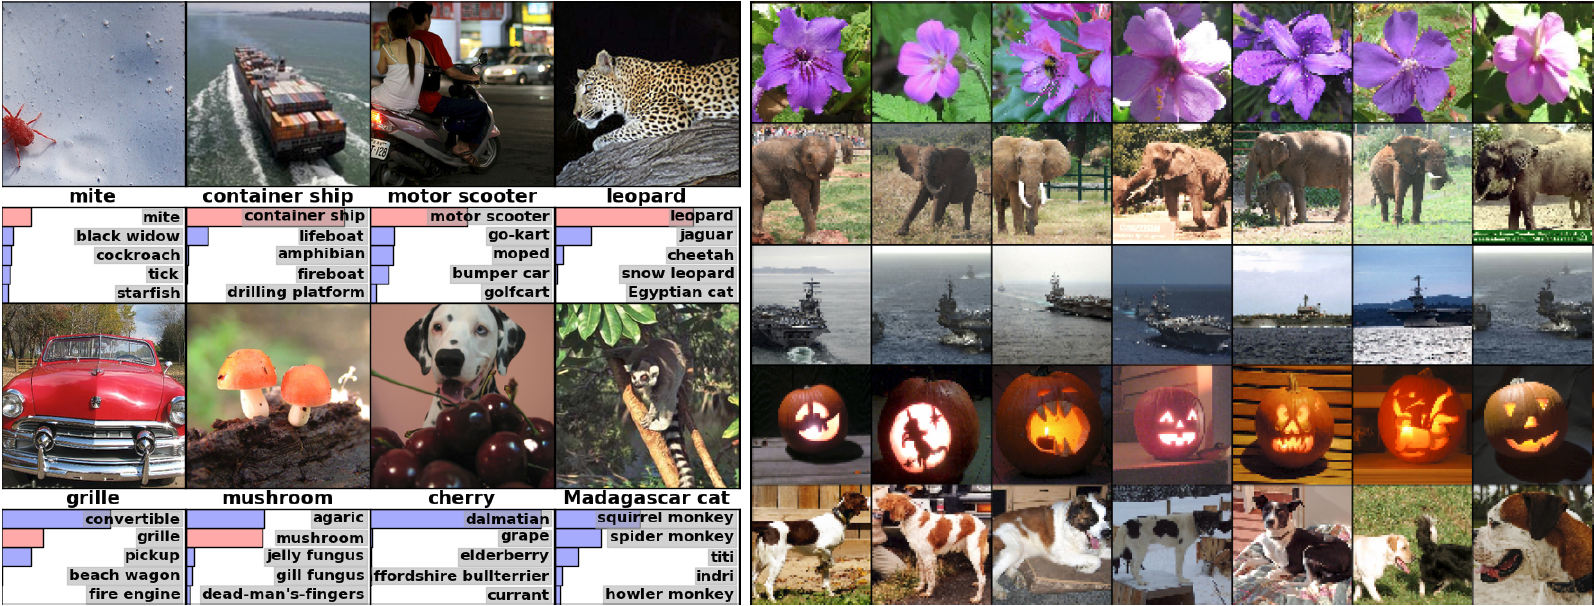 mite
container ship
motor scooter
leopard
mite
black widow
cockroach
tick
starfish
container ship
lifeboat
amphibian
fireboat
drilling platform
motor scooter
go-kart
moped
bumper car
golfcart
leopard
jaguar
cheetah
snow leopard
Egyptian cat
grille
mushroom
cherry
Madagascar cat
convertible
grille
pickup
beach wagon
fire engine
agaric
mushroom
jelly fungus
gill fungus
dead-man's-fingers
dalmatian
grape
elderberry
ffordshire bullterrier
currant
squirrel monkey
spider monkey
titi
indri
howler monkey